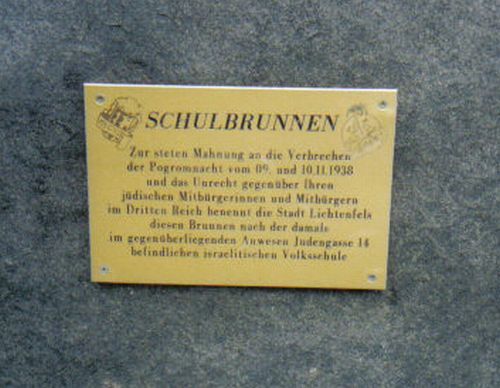 SCHULBRUNNEN
Zur steten Mahnung an die Verbrechen
der Pogromnacht vom 09. und 10.11.1938
und das Unrecht gegenüber Ihren
jüdischen Mitbürgerinnen und Mitbürgern
im Dritten Reich benennt die Stadt Lichtenfels
diesen Brunnen nach der damals
im gegenüberliegenden Anwesen Judengasse 14
befindlichen israelitischen Volksschule